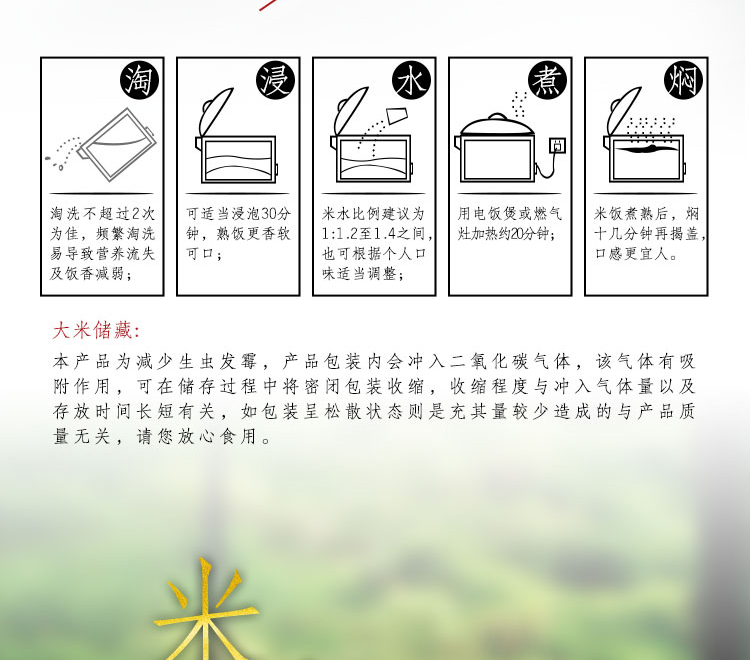 淘
淘洗不超过2次
为佳，频繁淘洗
易导致营养流失
及饭香减弱；
浸
可适当浸泡30分
钟，熟饭更香软
可口；
水
米水比例建议为
1:1.2至1.4之间，
也可根据个人口
味适当调整；
煮
用电饭煲或燃气
灶加热约20分钟；
焖
米饭煮熟后，焖
十几分钟再揭盖，
口感更宜人。
大米储藏：
本产品为减少生虫发霉，产品包装内会冲入二氧化碳气体，该气体有吸
附作用，可在储存过程中将密闭包装收缩，收缩程度与冲入气体量以及
存放时间长短有关，如包装呈松散状态则是充其量较少造成的与产品质
量无关，请您放心食用。
米